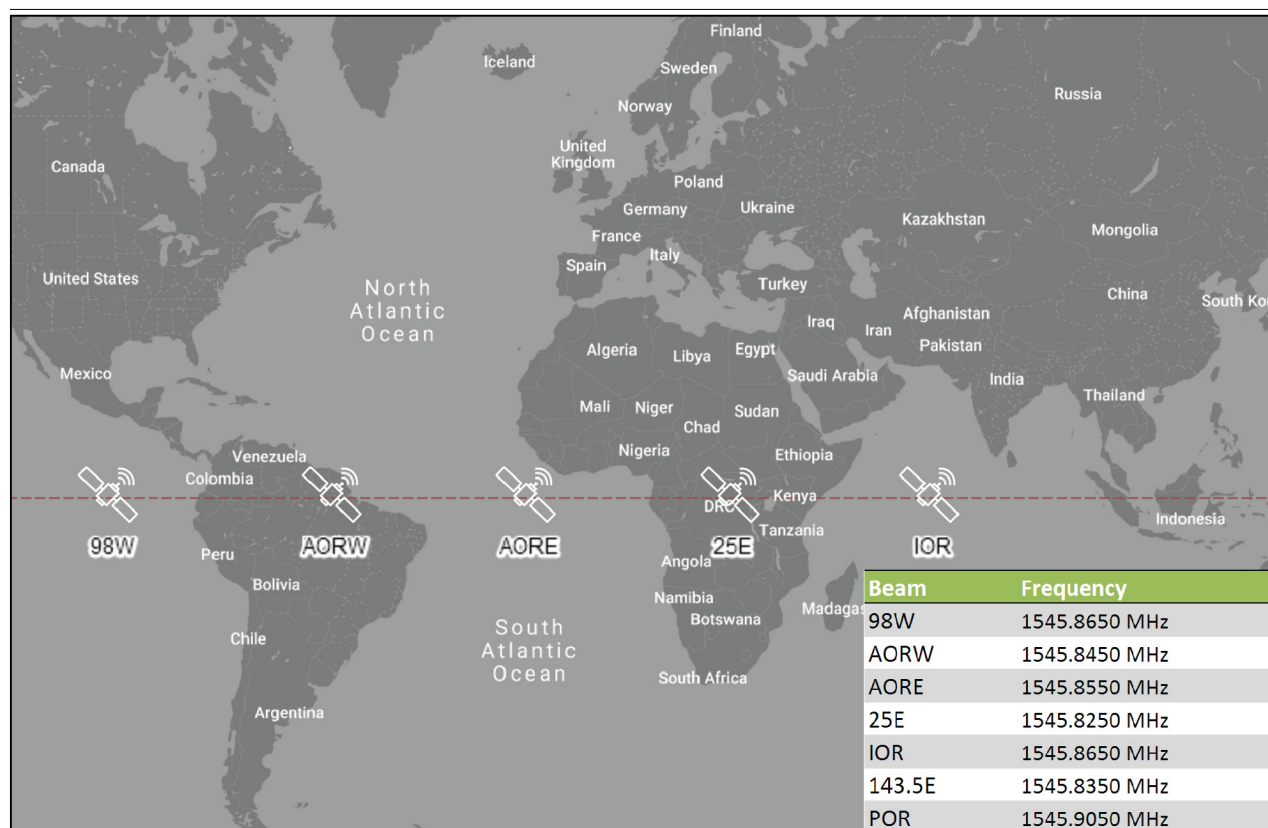 Finland
Iceland
Sweden
Russia
Norway
United
Kingdom
Canada
Poland
Germany
Ukraine
Kazakhstan
Mongolia
France
Italy
Spain
United States
Turkey
North
Atlantic
Ocean
China
South Kor
Afghanistan
Iraq
Iran
Pakistan
Algeria
Libya
Egypt
Mexico
Saudi Arabia
India
Thailand
Mali
Niger
Sudan
Chad
Nigeria
Ethiopia
Venezuela
Colombia
Kenya
DRC
Indonesia
Tanzania
98W
AORW
AORE
25E
IOR
Peru
Angola
Bolivia
Namibia
Botswana
Madagas
Chile
South
Atlantic
Ocean
South Africa
Argentina
Beam Frequency
98W 1545.8650 MHz
AORW 1545.8450 MHz
AORE 1545.8550 MHz
25E 1545.8250 MHz
IOR 1545.8650 MHz
143.5E 1545.8350 MHz
POR 1545.9050 MHz